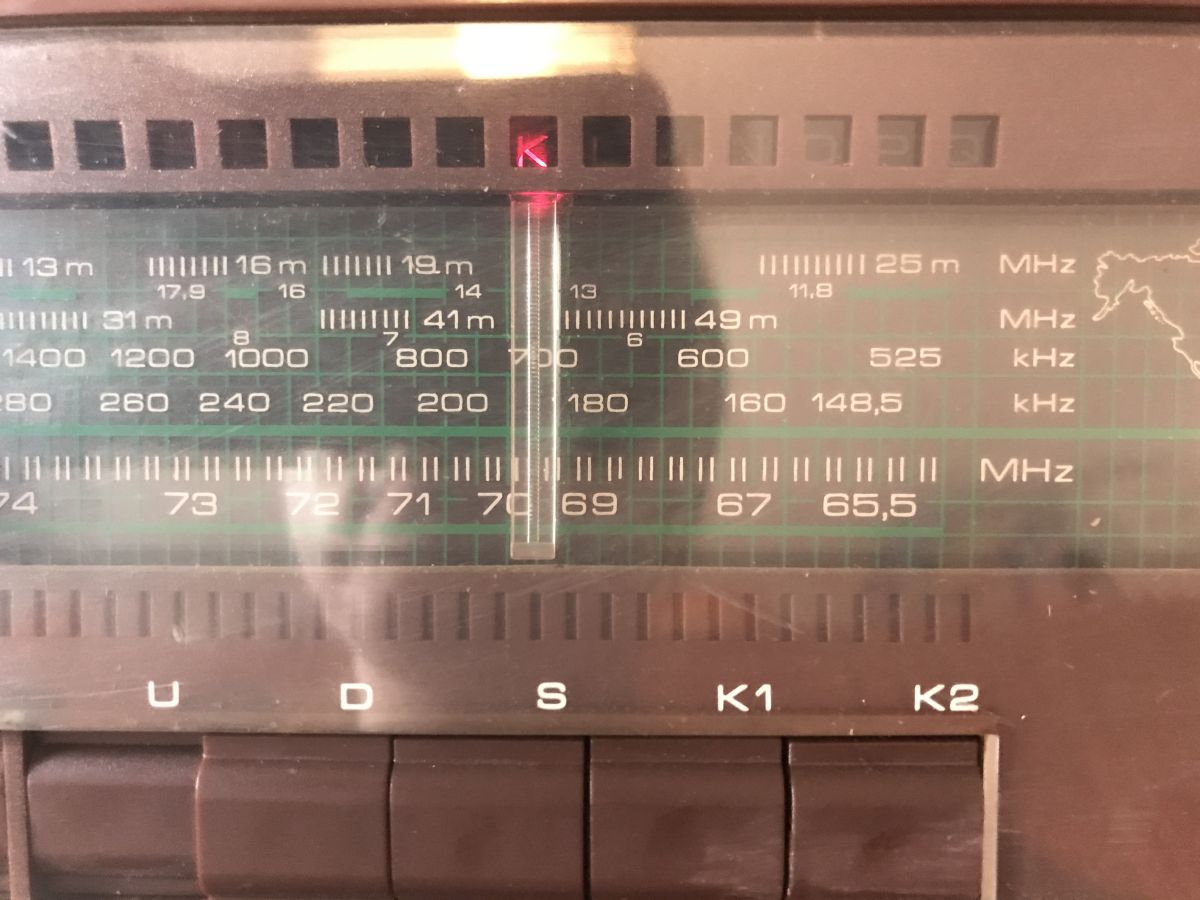 K
13 m 16 m 19 m 25 m MHz
17,9 16 14 13 11,8
31 m 41 m 49 m MHz
8 7 6
1400 1200 1000 800 700 600 525 kHz
280 260 240 220 200 180 160 148,5 kHz
MHz
74 73 72 71 70 69 67 65,5
U D S K1 K2